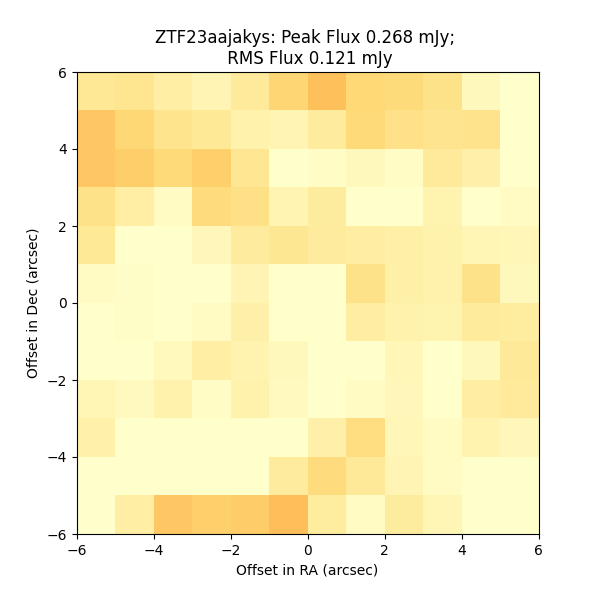 ZTF23aajakys: Peak Flux 0.268 mJy;
RMS Flux 0.121 mJy
6
4
2
0
−2
−4
−6
Offset in Dec (arcsec)
−6 −4 −2 0 2 4 6
Offset in RA (arcsec)